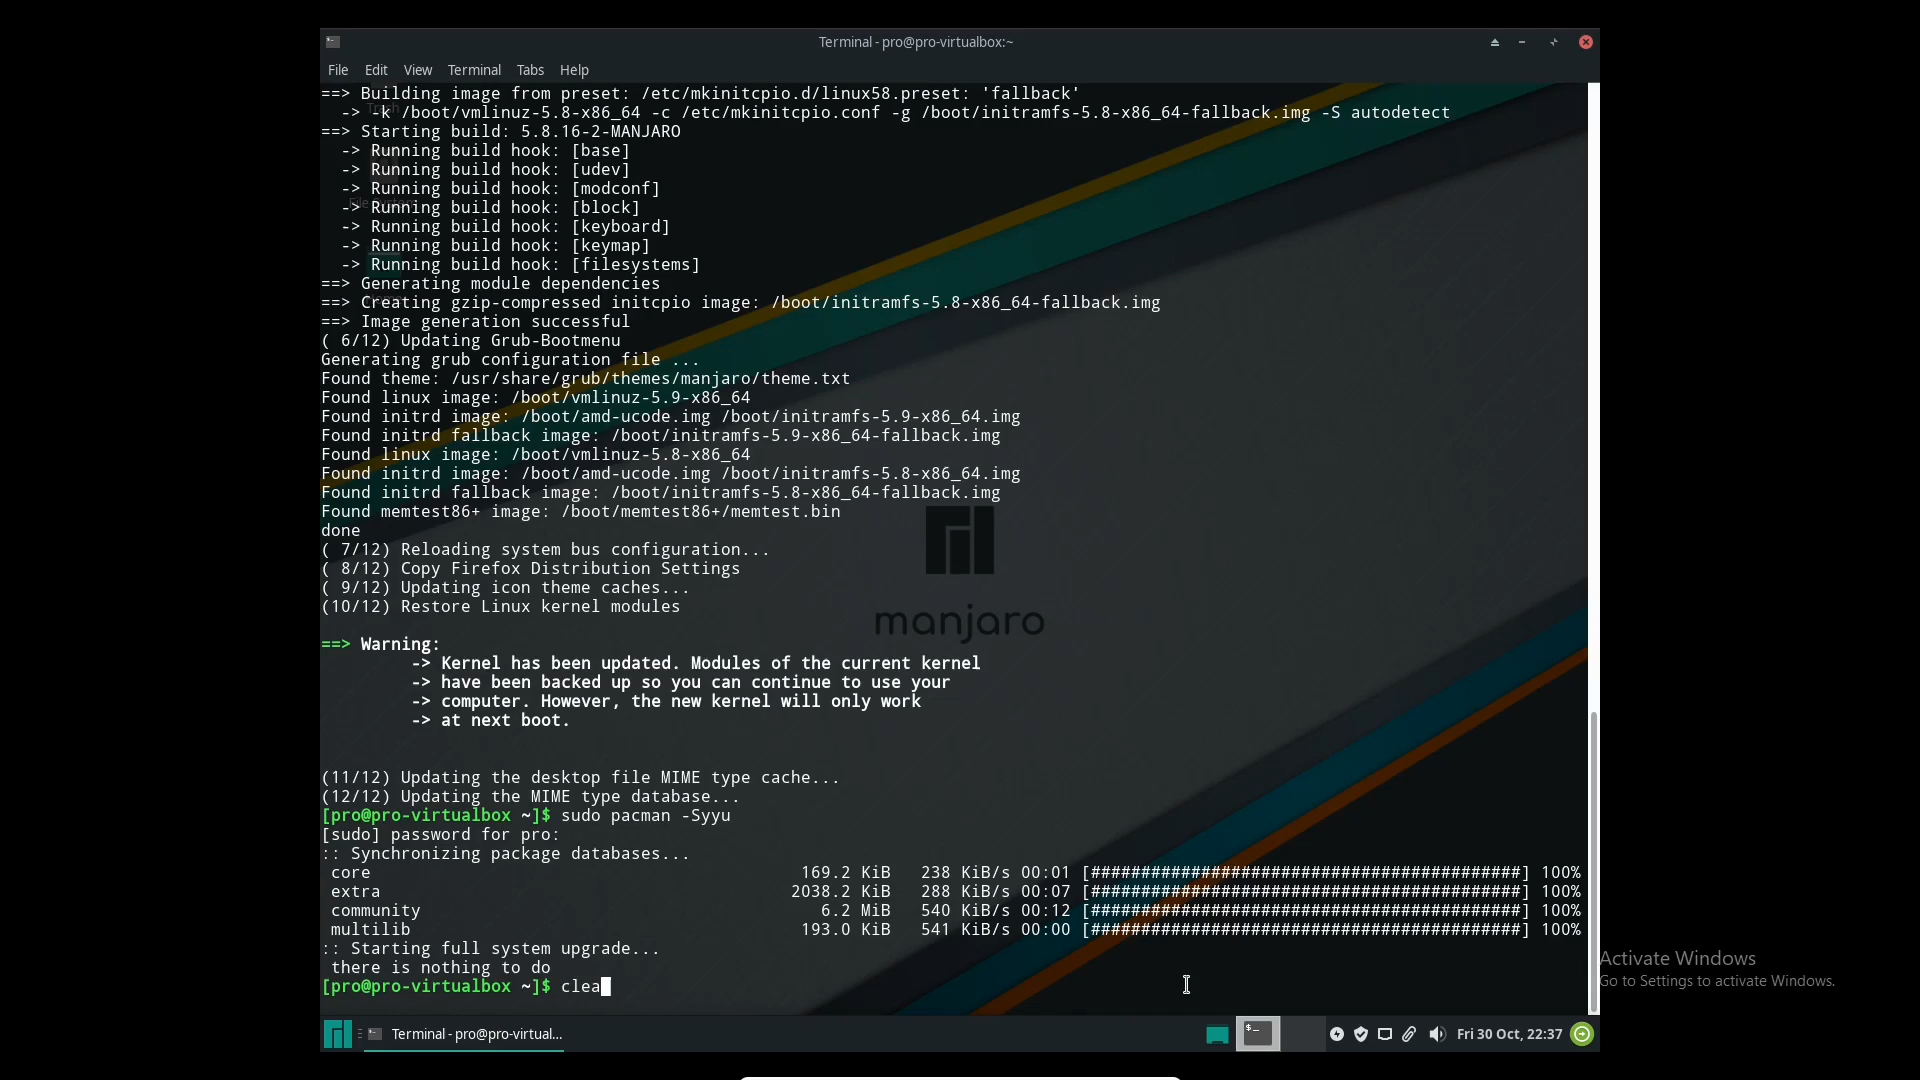 Terminal - pro@pro-virtualbox:~
File Edit View Terminal Tabs Help
==> Building image from preset: /etc/mkinitcpio.d/linux58.preset: 'fallback'
Trash
  -> -k /boot/vmlinuz-5.8-x86_64 -c /etc/mkinitcpio.conf -g /boot/initramfs-5.8-x86_64-fallback.img -S autodetect
==> Starting build: 5.8.16-2-MANJARO
  -> Running build hook: [base]
  -> Running build hook: [udev]
  -> Running build hook: [modconf]
File System
  -> Running build hook: [block]
  -> Running build hook: [keyboard]
  -> Running build hook: [keymap]
  -> Running build hook: [filesystems]
==> Generating module dependencies
==> Creating gzip-compressed initcpio image: /boot/initramfs-5.8-x86_64-fallback.img
==> Image generation successful
( 6/12) Updating Grub-Bootmenu
Generating grub configuration file ...
Found theme: /usr/share/grub/themes/manjaro/theme.txt
Found linux image: /boot/vmlinuz-5.9-x86_64
Found initrd image: /boot/amd-ucode.img /boot/initramfs-5.9-x86_64.img
Found initrd fallback image: /boot/initramfs-5.9-x86_64-fallback.img
Found linux image: /boot/vmlinuz-5.8-x86_64
Found initrd image: /boot/amd-ucode.img /boot/initramfs-5.8-x86_64.img
Found initrd fallback image: /boot/initramfs-5.8-x86_64-fallback.img
Found memtest86+ image: /boot/memtest86+/memtest.bin
done
( 7/12) Reloading system bus configuration...
( 8/12) Copy Firefox Distribution Settings
( 9/12) Updating icon theme caches...
(10/12) Restore Linux kernel modules
manjaro
==> Warning:
         -> Kernel has been updated. Modules of the current kernel
         -> have been backed up so you can continue to use your
         -> computer. However, the new kernel will only work
         -> at next boot.
(11/12) Updating the desktop file MIME type cache...
(12/12) Updating the MIME type database...
[pro@pro-virtualbox ~]$ sudo pacman -Syyu
[sudo] password for pro:
:: Synchronizing package databases...
 core 169.2 KiB 238 KiB/s 00:01 [###########################################] 100%
 extra 2038.2 KiB 288 KiB/s 00:07 [###########################################] 100%
 community 6.2 MiB 540 KiB/s 00:12 [###########################################] 100%
 multilib 193.0 KiB 541 KiB/s 00:00 [###########################################] 100%
:: Starting full system upgrade...
 there is nothing to do
[pro@pro-virtualbox ~]$ clea
Activate Windows
Go to Settings to activate Windows.
Terminal - pro@pro-virtual...
Fri 30 Oct, 22:37